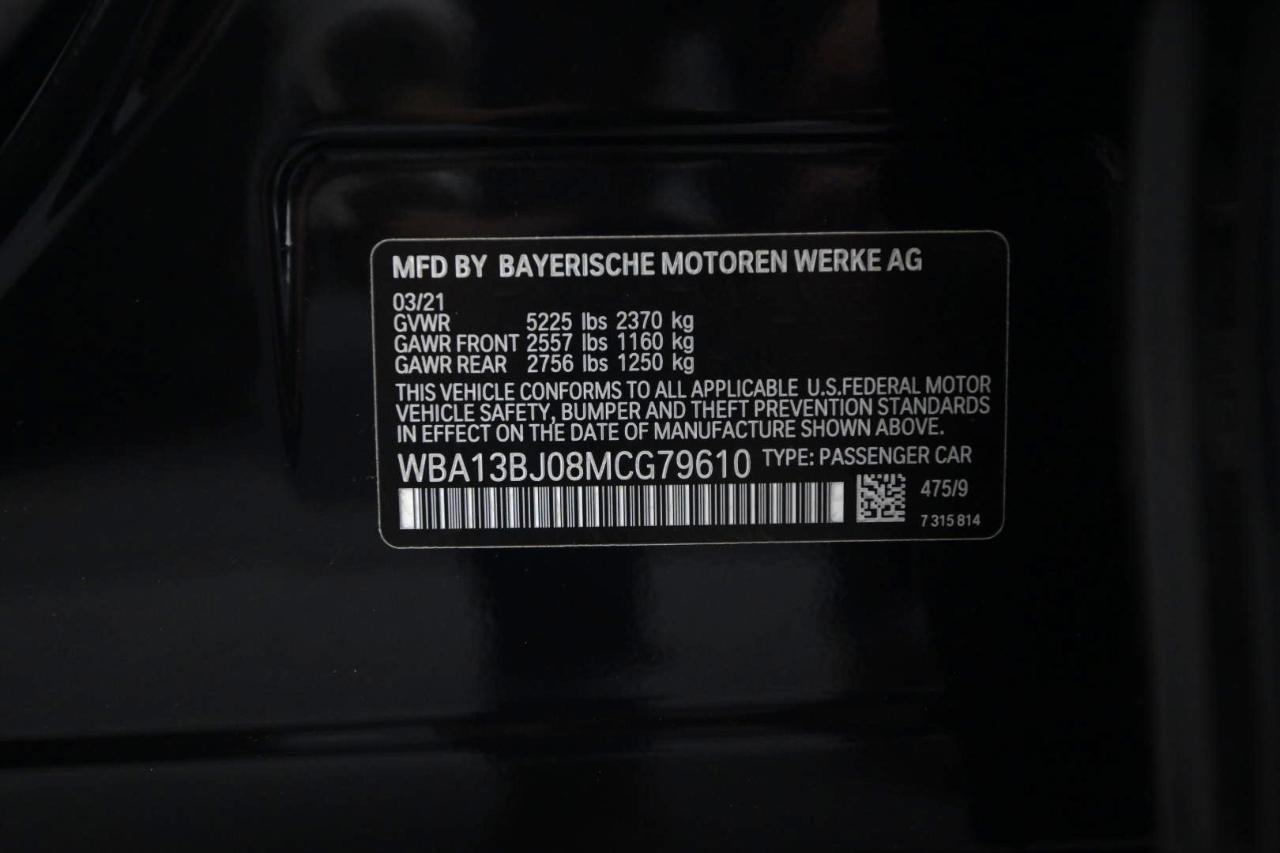 MFD BY BAYERISCHE MOTOREN WERKE AG
03/21
GVWR 5225 lbs 2370 kg
GAWR FRONT 2557 lbs 1160 kg
GAWR REAR 2756 lbs 1250 kg
THIS VEHICLE CONFORMS TO ALL APPLICABLE U.S.FEDERAL MOTOR
VEHICLE SAFETY, BUMPER AND THEFT PREVENTION STANDARDS
IN EFFECT ON THE DATE OF MANUFACTURE SHOWN ABOVE.
WBA13BJ08MCG79610 TYPE: PASSENGER CAR
475/9
7 315 814